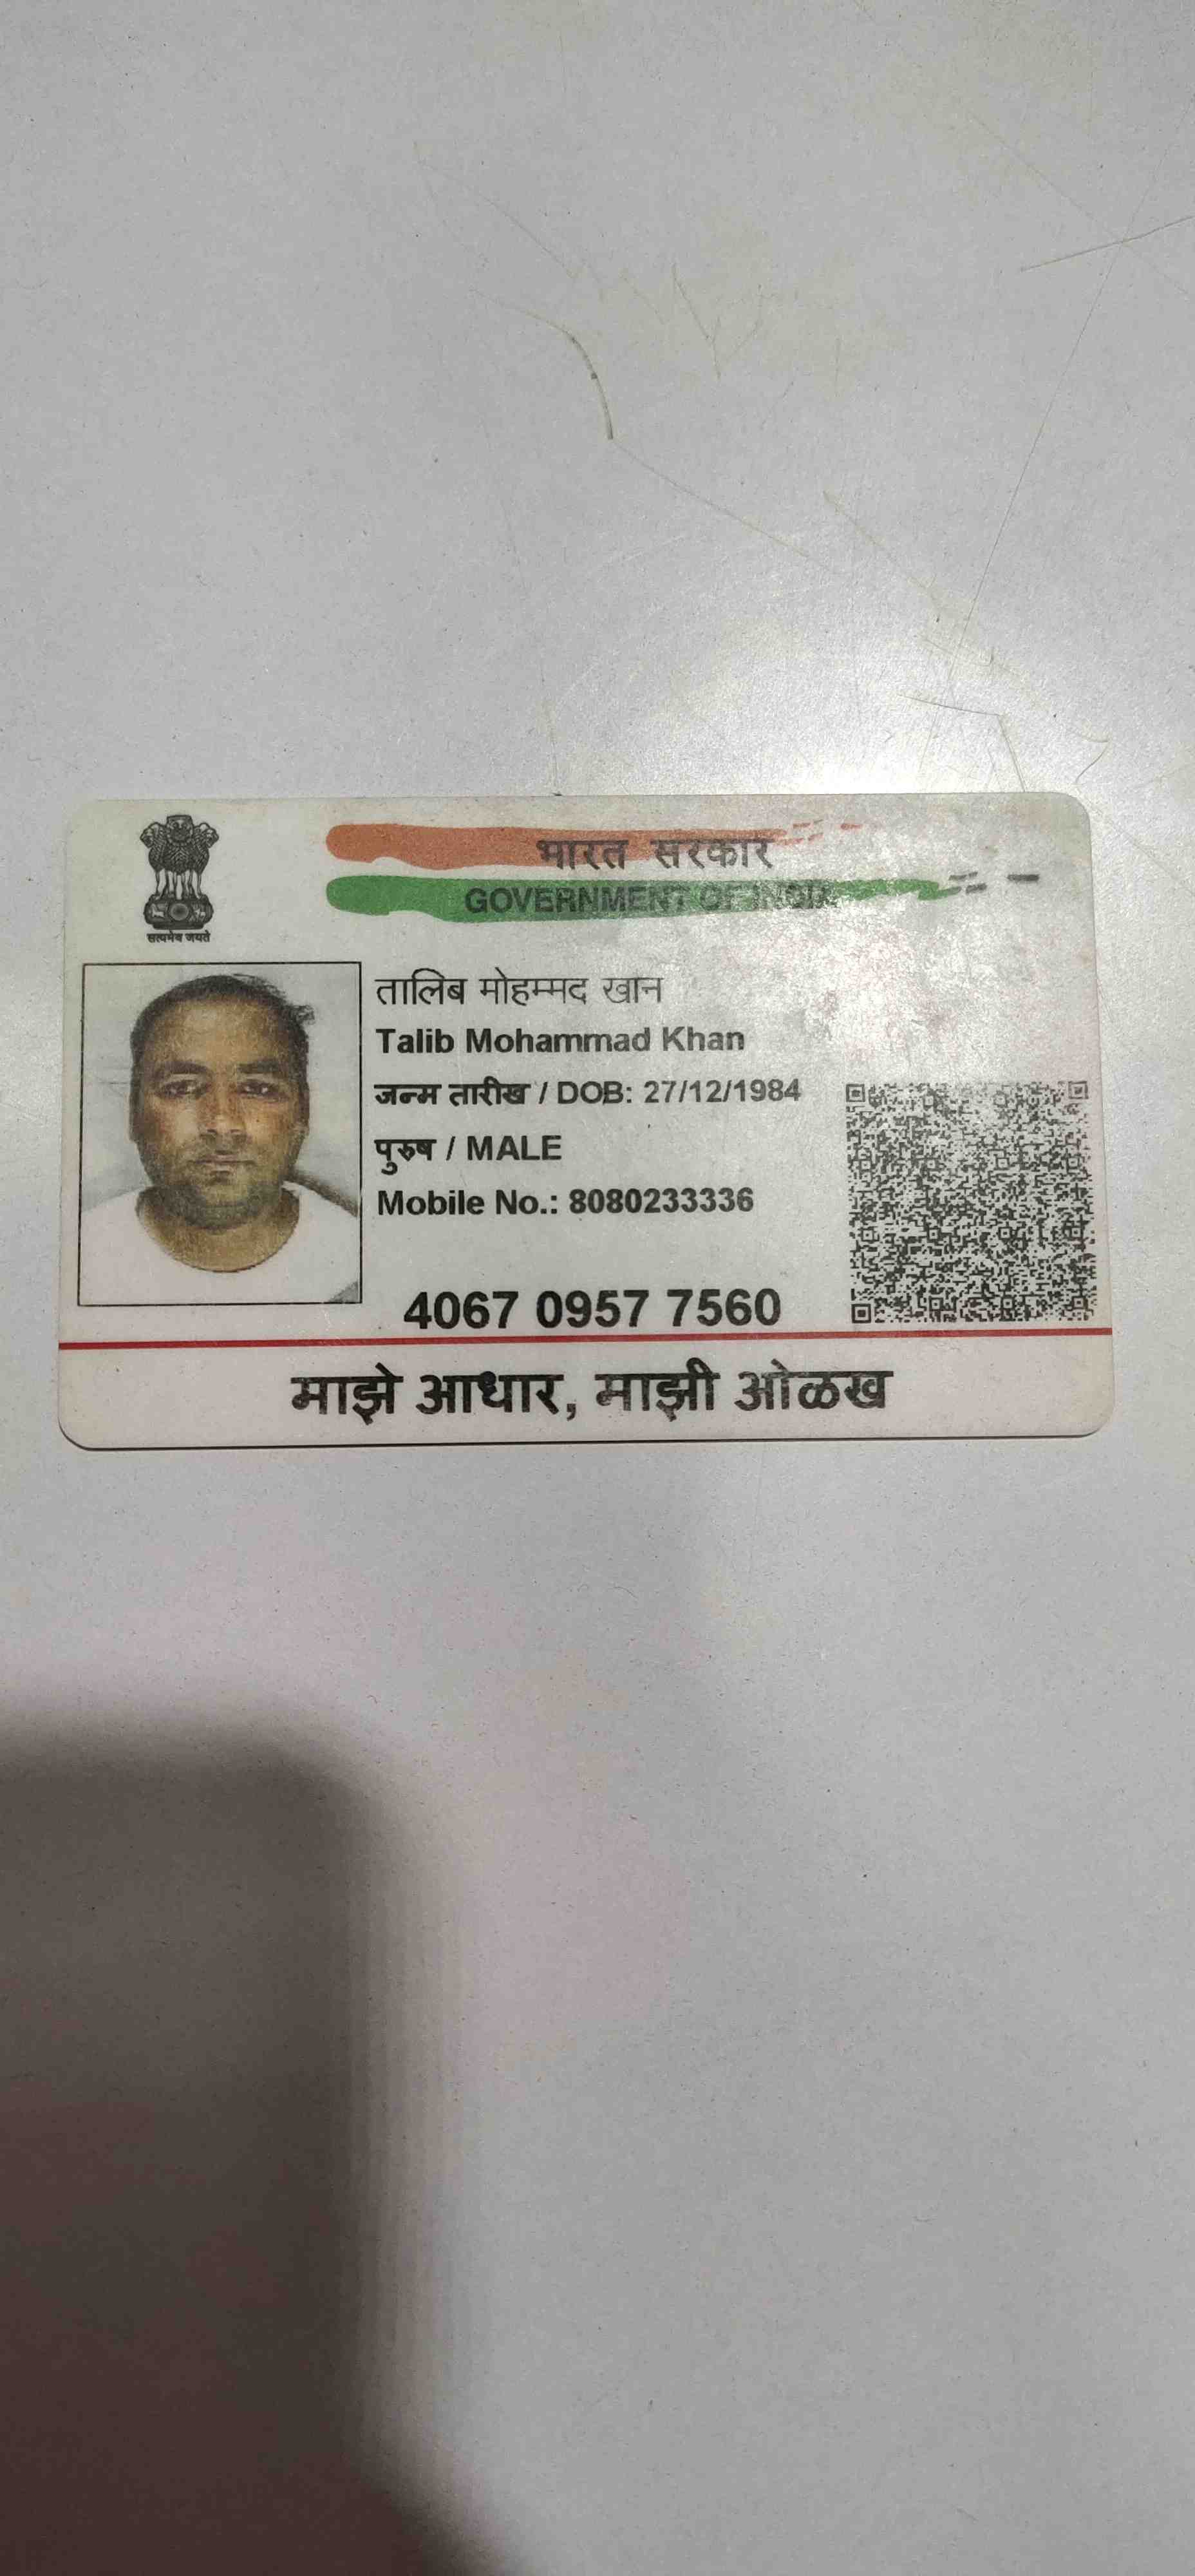 भारत सरकार
GOVERNMENT OF INDIA
सत्यमेव जयते
तालिब मोहम्मद खान
Talib Mohammad Khan
जन्म तारीख / DOB: 27/12/1984
पुरुष / MALE
Mobile No.: 8080233336
4067 0957 7560
माझे आधार, माझी ओळख